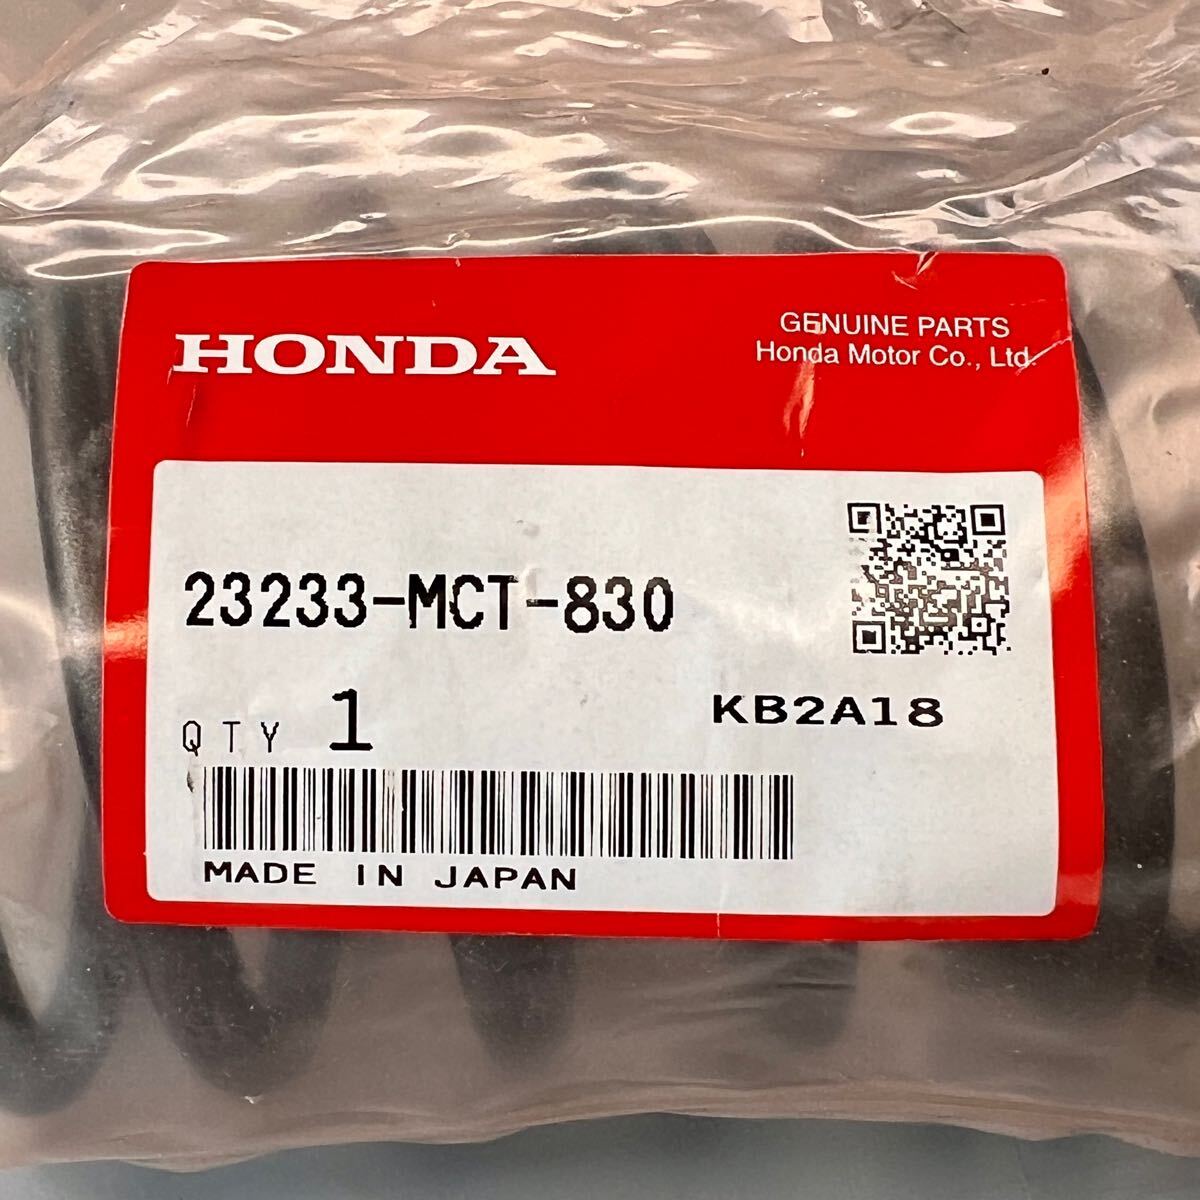 HONDA
GENUINE PARTS
Honda Motor Co., Ltd.
23233-MCT-830
QTY 1
KB2A18
MADE IN JAPAN